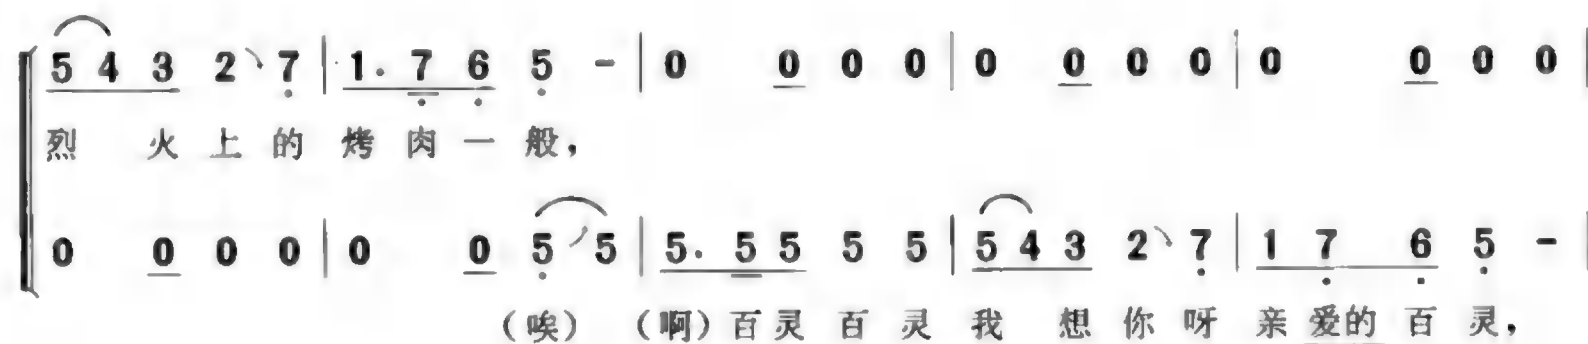 5 4 3 2 7 | 1. 7 6 5 - | 0 0 0 0 | 0 0 0 0 | 0 0 0 0
烈 火 上 的 烤 肉 一 般,
0 0 0 0 | 0 0 5 5 | 5. 5 5 5 5 | 5 4 3 2 7 | 1 7 6 5 -
(唉) (啊) 百 灵 百 灵 我 想 你 呀 亲 爱的 百 灵,